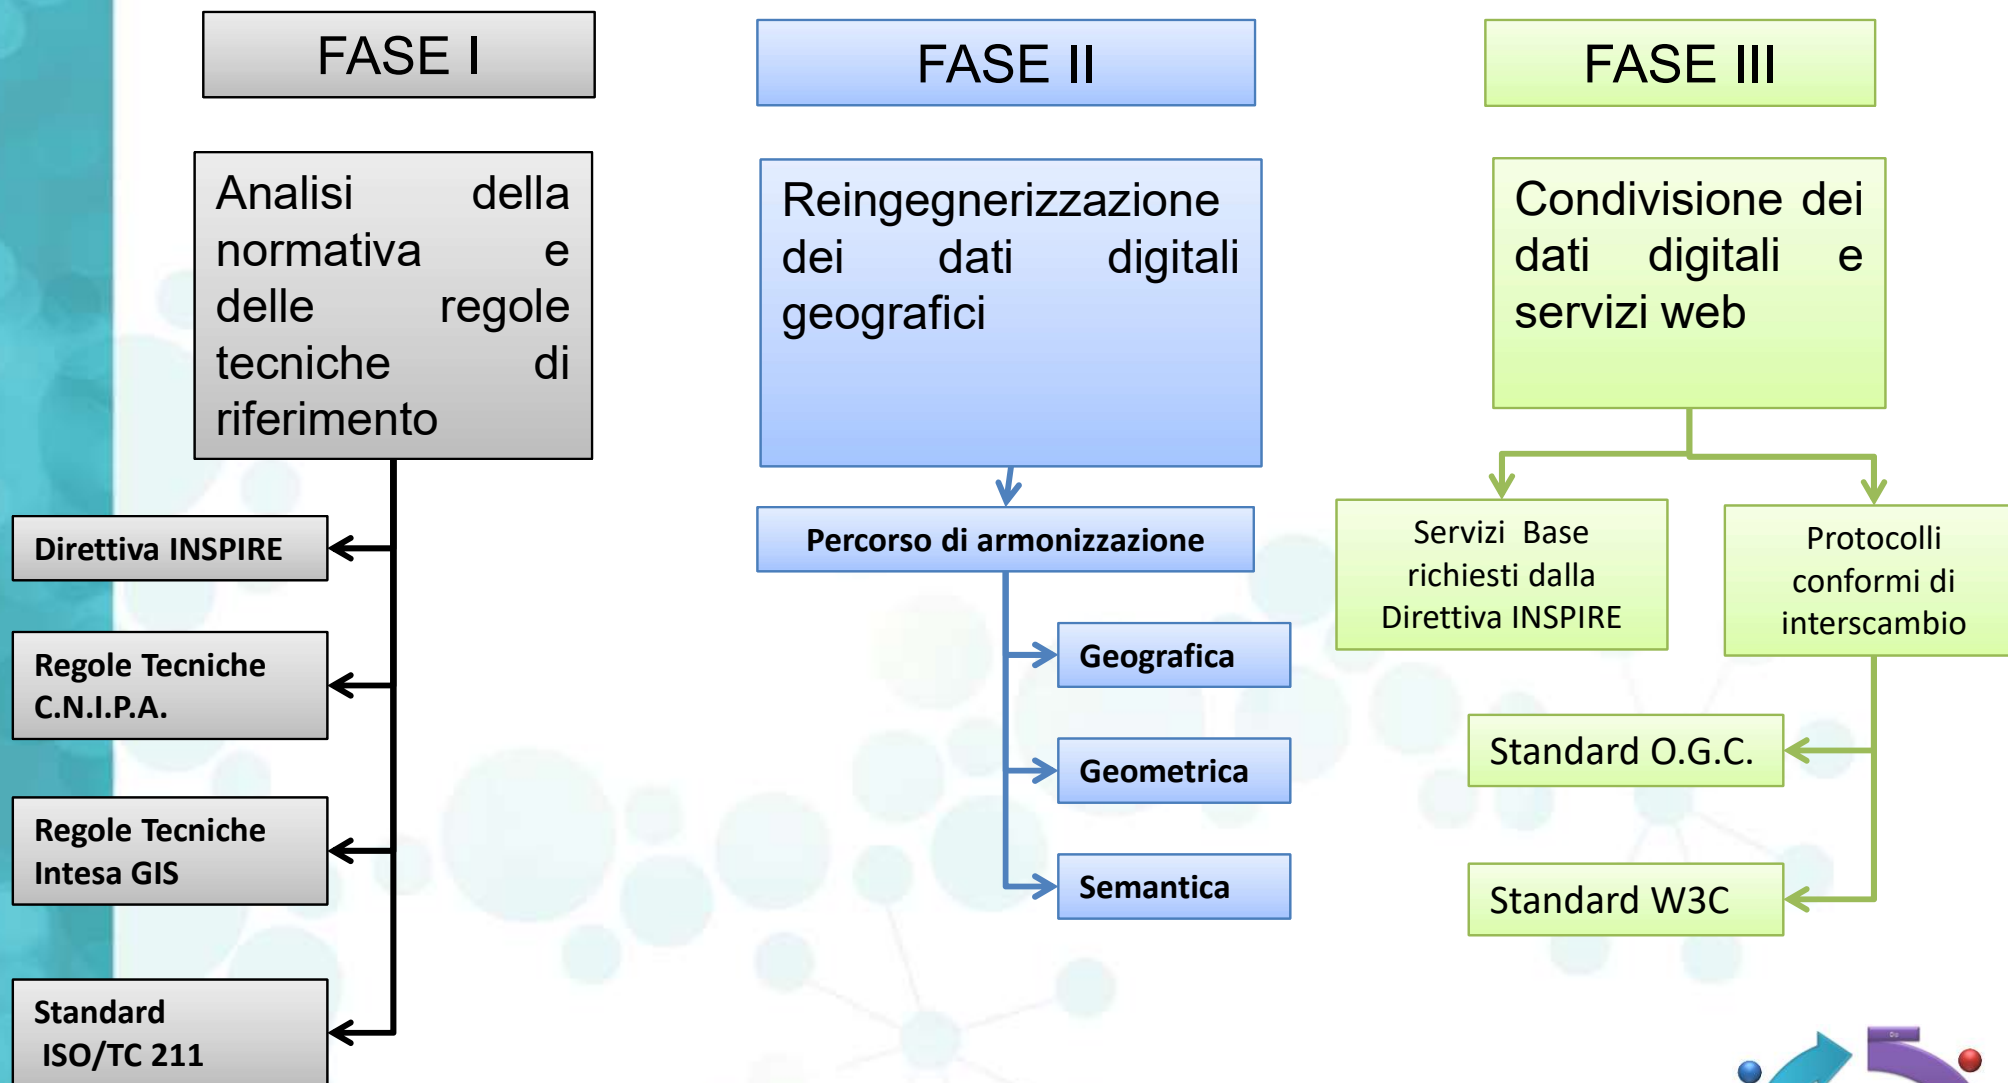 FASE I
Analisi della
normativa e
delle regole
tecniche di
riferimento
Direttiva INSPIRE
Regole Tecniche
C.N.I.P.A.
Regole Tecniche
Intesa GIS
Standard
ISO/TC 211
FASE II
Reingegnerizzazione
dei dati digitali
geografici
Percorso di armonizzazione
Geografica
Geometrica
Semantica
FASE III
Condivisione dei
dati digitali e
servizi web
Servizi Base
richiesti dalla
Direttiva INSPIRE
Protocolli
conformi di
interscambio
Standard O.G.C.
Standard W3C
Do